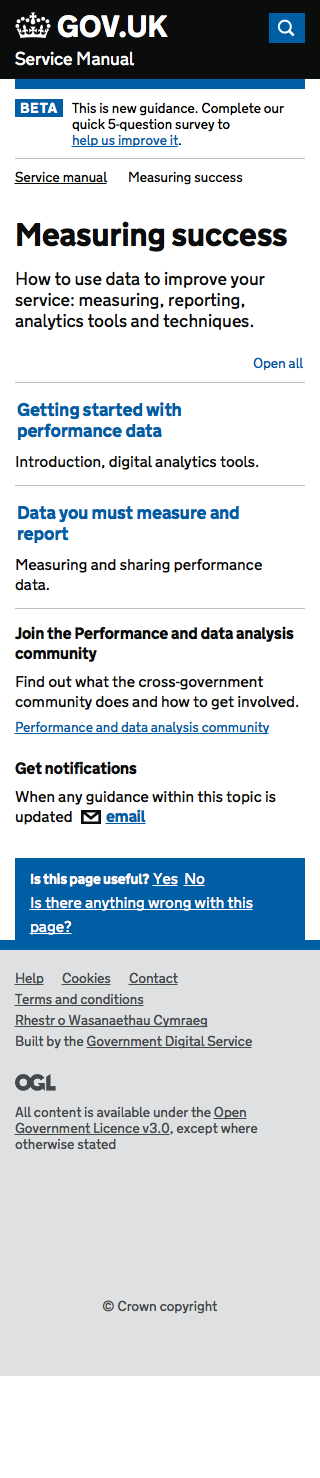 GOV.UK
Service Manual
BETA This is new guidance. Complete our
quick 5-question survey to
help us improve it.
Service manual Measuring success
Measuring success
How to use data to improve your
service: measuring, reporting,
analytics tools and techniques.
Open all
Getting started with
performance data
Introduction, digital analytics tools.
Data you must measure and
report
Measuring and sharing performance
data.
Join the Performance and data analysis
community
Find out what the cross-government
community does and how to get involved.
Performance and data analysis community
Get notifications
When any guidance within this topic is
updated email
Is this page useful? Yes No
Is there anything wrong with this
page?
Help Cookies Contact
Terms and conditions
Rhestr o Wasanaethau Cymraeg
Built by the Government Digital Service
OGL
All content is available under the Open
Government Licence v3.0, except where
otherwise stated
© Crown copyright